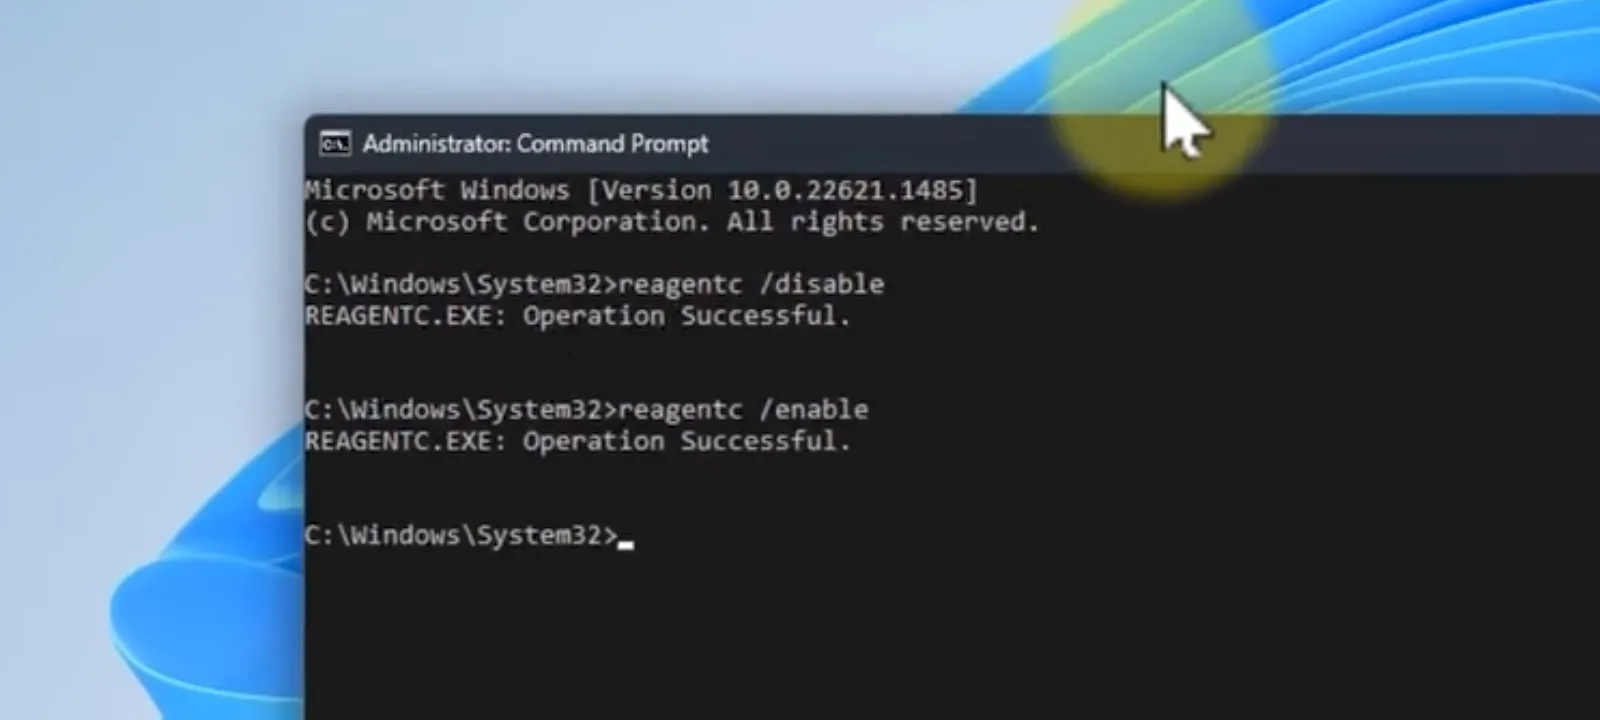 Administrator: Command Prompt
Microsoft Windows [Version 10.0.22621.1485]
(c) Microsoft Corporation. All rights reserved.
C:\Windows\System32>reagentc /disable
REAGENTC.EXE: Operation Successful.
C:\Windows\System32>reagentc /enable
REAGENTC.EXE: Operation Successful.
C:\Windows\System32>